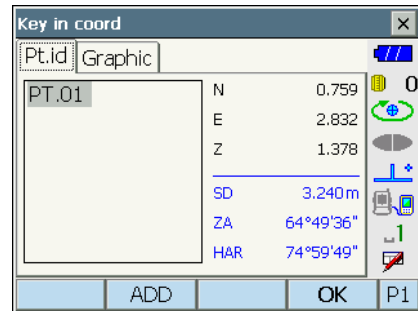 Key in coord
Pt.id Graphic
0
PT.01
N 0.759
E 2.832
Z 1.378
SD 3.240m
ZA 64°49'36"
HAR 74°59'49"
1
ADD OK P1